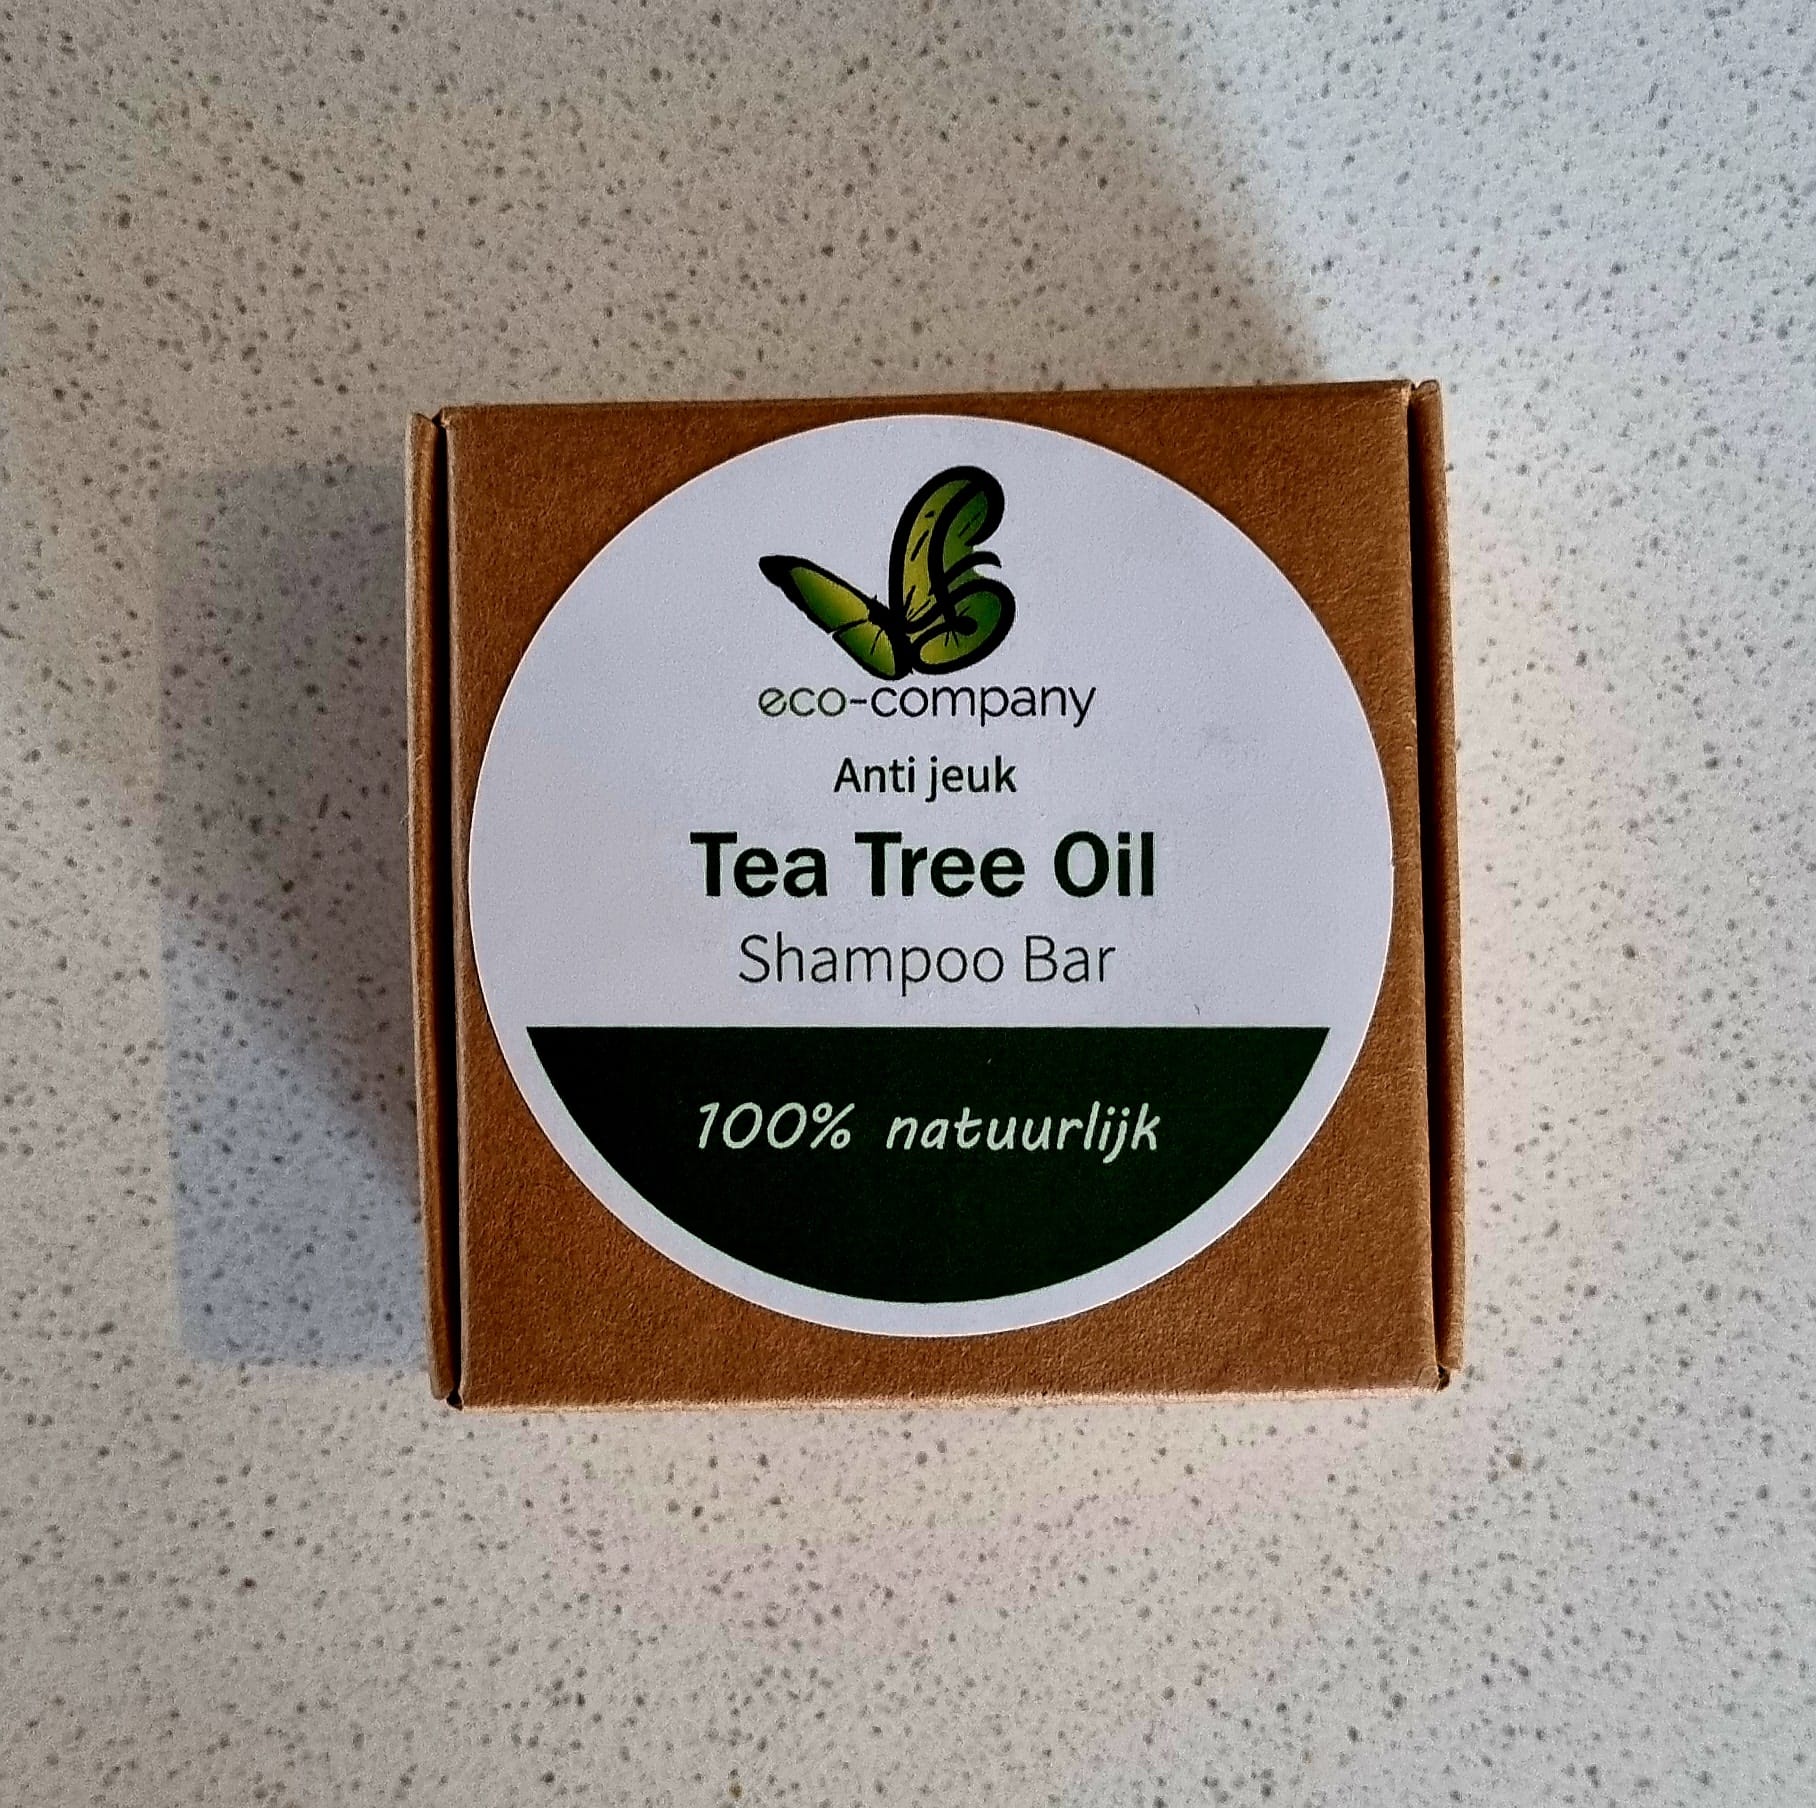 eco-company
Anti jeuk
Tea Tree Oil
Shampoo Bar
100% natuurlijk